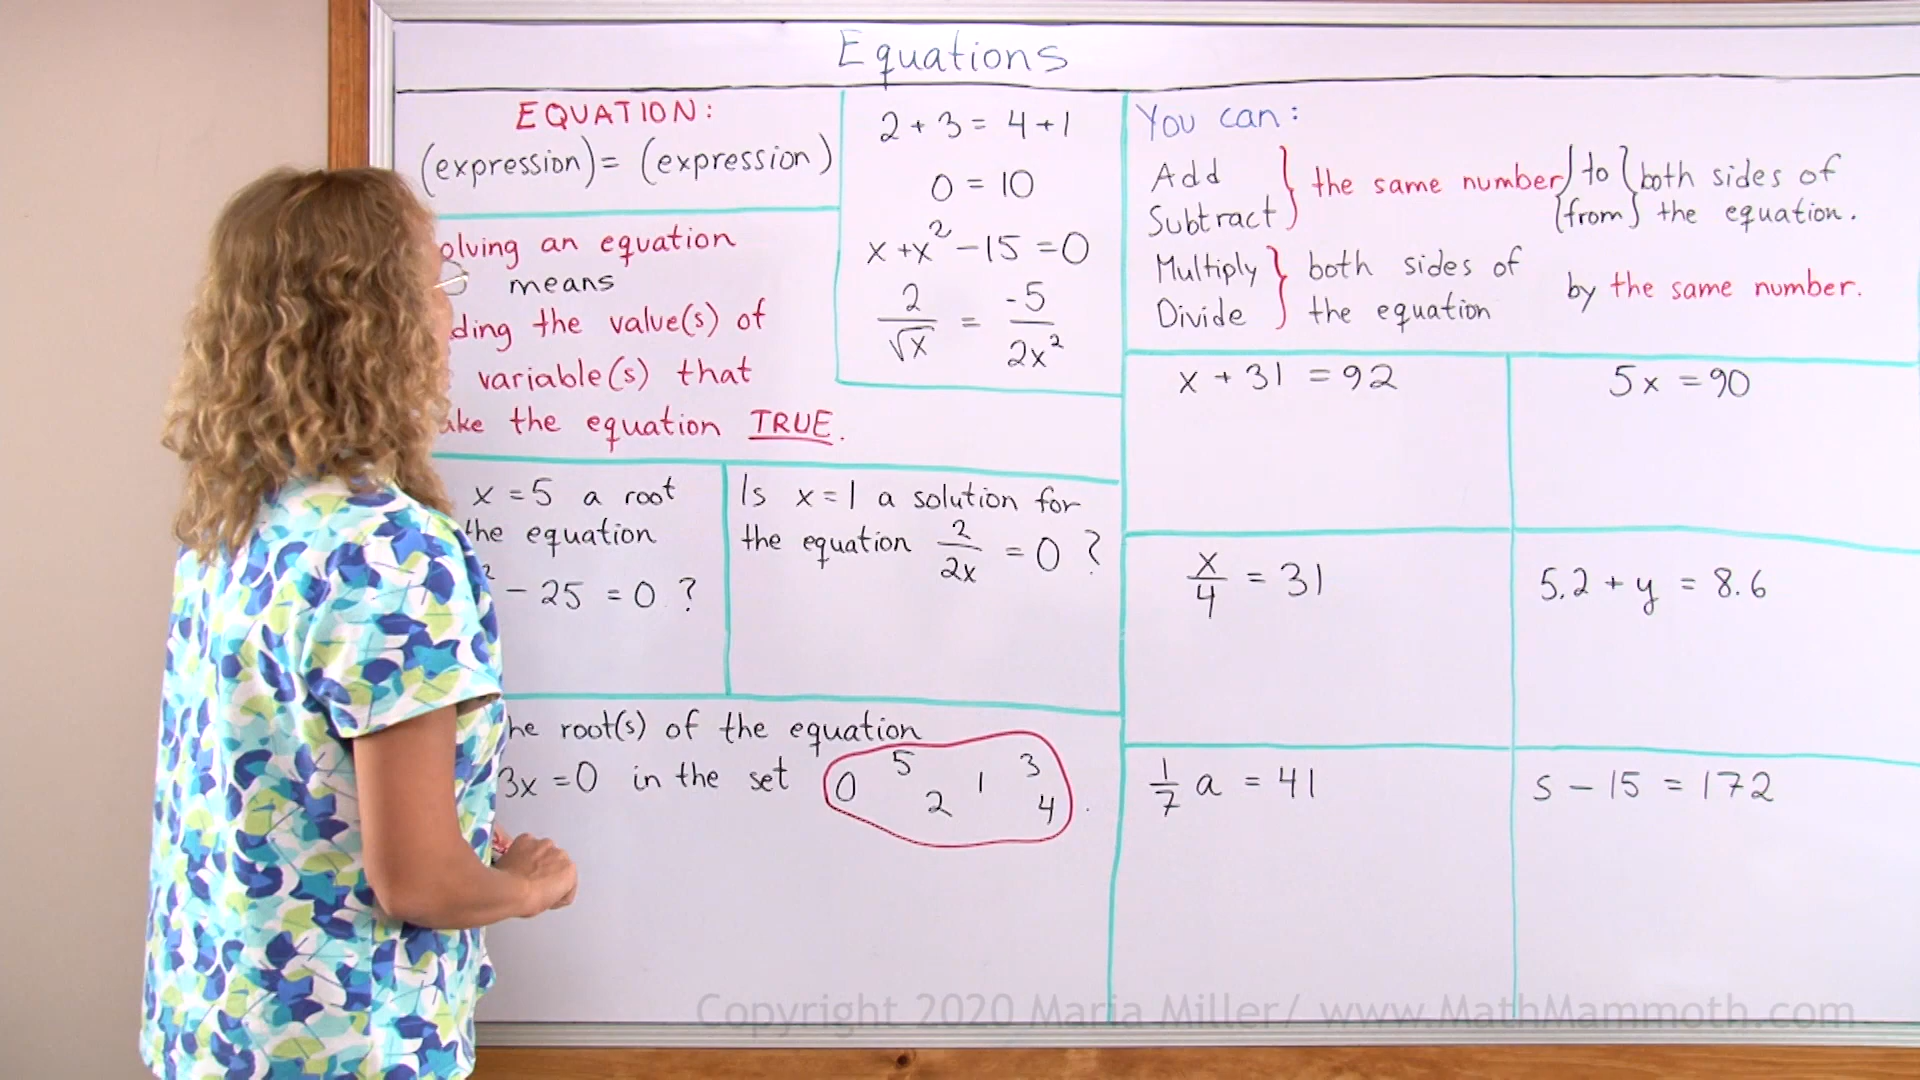 Equations
EQUATION:
(expression) = (expression)
olving an equation
means
ding the value(s) of
variable(s) that
ake the equation TRUE.
2 + 3 = 4 + 1
0 = 10
x + x² - 15 = 0
2/√x = -5/2x²
You can:
Add
Subtract
the same number
to
from
both sides of
the equation.
Multiply
Divide
both sides of
the equation
by the same number.
x = 5 a root
the equation
² - 25 = 0 ?
Is x = 1 a solution for
the equation 2/2x = 0 ?
he root(s) of the equation
3x = 0 in the set
0 5 2 1 3 4 .
x + 31 = 92
5x = 90
x/4 = 31
5.2 + y = 8.6
1/7 a = 41
s - 15 = 172
Copyright 2020 Maria Miller/ www.MathMammoth.com